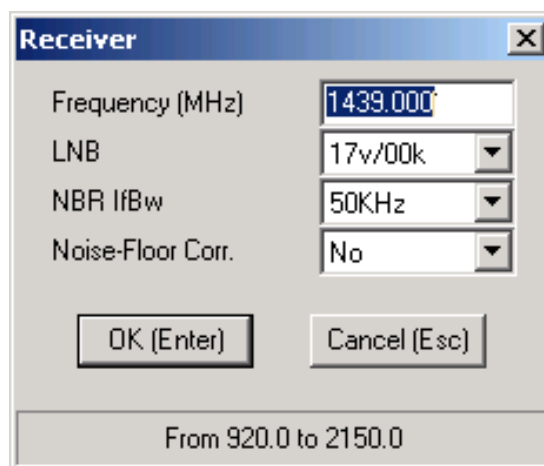 Receiver
Frequency (MHz) 1439.000
LNB 17v/00k
NBR IfBw 50KHz
Noise-Floor Corr. No
OK (Enter) Cancel (Esc)
From 920.0 to 2150.0